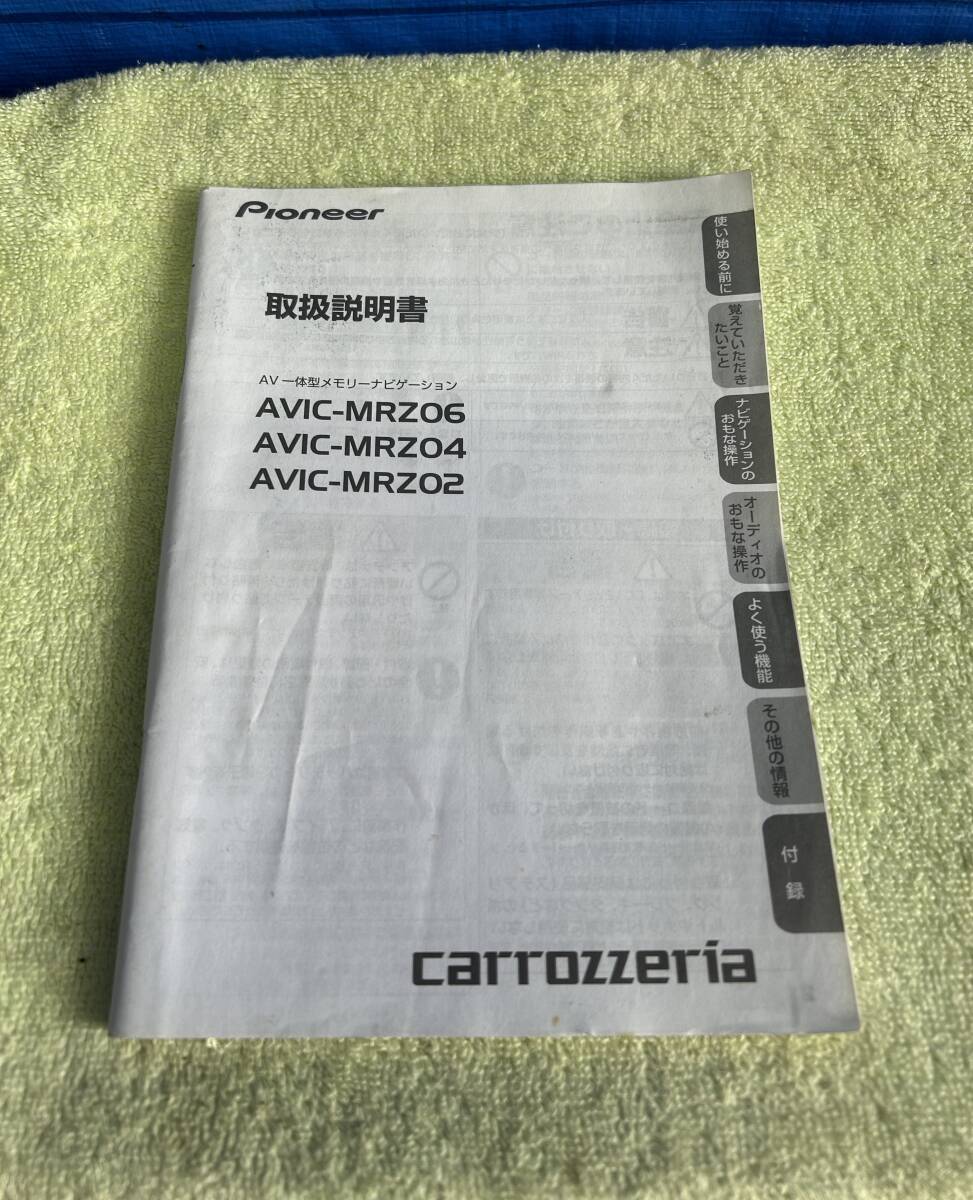 Pioneer
取扱説明書
AV一体型メモリーナビゲーション
AVIC-MRZ06
AVIC-MRZ04
AVIC-MRZ02
使い始める前に
覚えていただき
たいこと
ナビゲーションの
おもな操作
オーディオの
おもな操作
よく使う機能
その他の情報
付録
carrozzeria